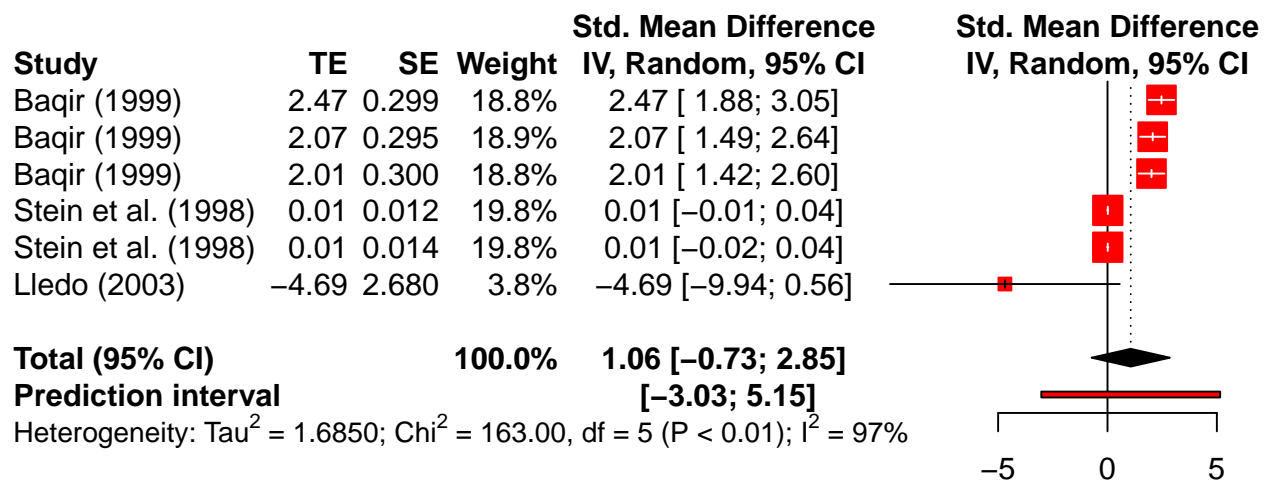 Std. Mean Difference Std. Mean Difference
Study TE SE Weight IV, Random, 95% CI IV, Random, 95% CI
Baqir (1999) 2.47 0.299 18.8% 2.47 [ 1.88; 3.05]
Baqir (1999) 2.07 0.295 18.9% 2.07 [ 1.49; 2.64]
Baqir (1999) 2.01 0.300 18.8% 2.01 [ 1.42; 2.60]
Stein et al. (1998) 0.01 0.012 19.8% 0.01 [−0.01; 0.04]
Stein et al. (1998) 0.01 0.014 19.8% 0.01 [−0.02; 0.04]
Lledo (2003) −4.69 2.680 3.8% −4.69 [−9.94; 0.56]
Total (95% CI) 100.0% 1.06 [−0.73; 2.85]
Prediction interval [−3.03; 5.15]
Heterogeneity: Tau² = 1.6850; Chi² = 163.00, df = 5 (P < 0.01); I² = 97%
−5 0 5